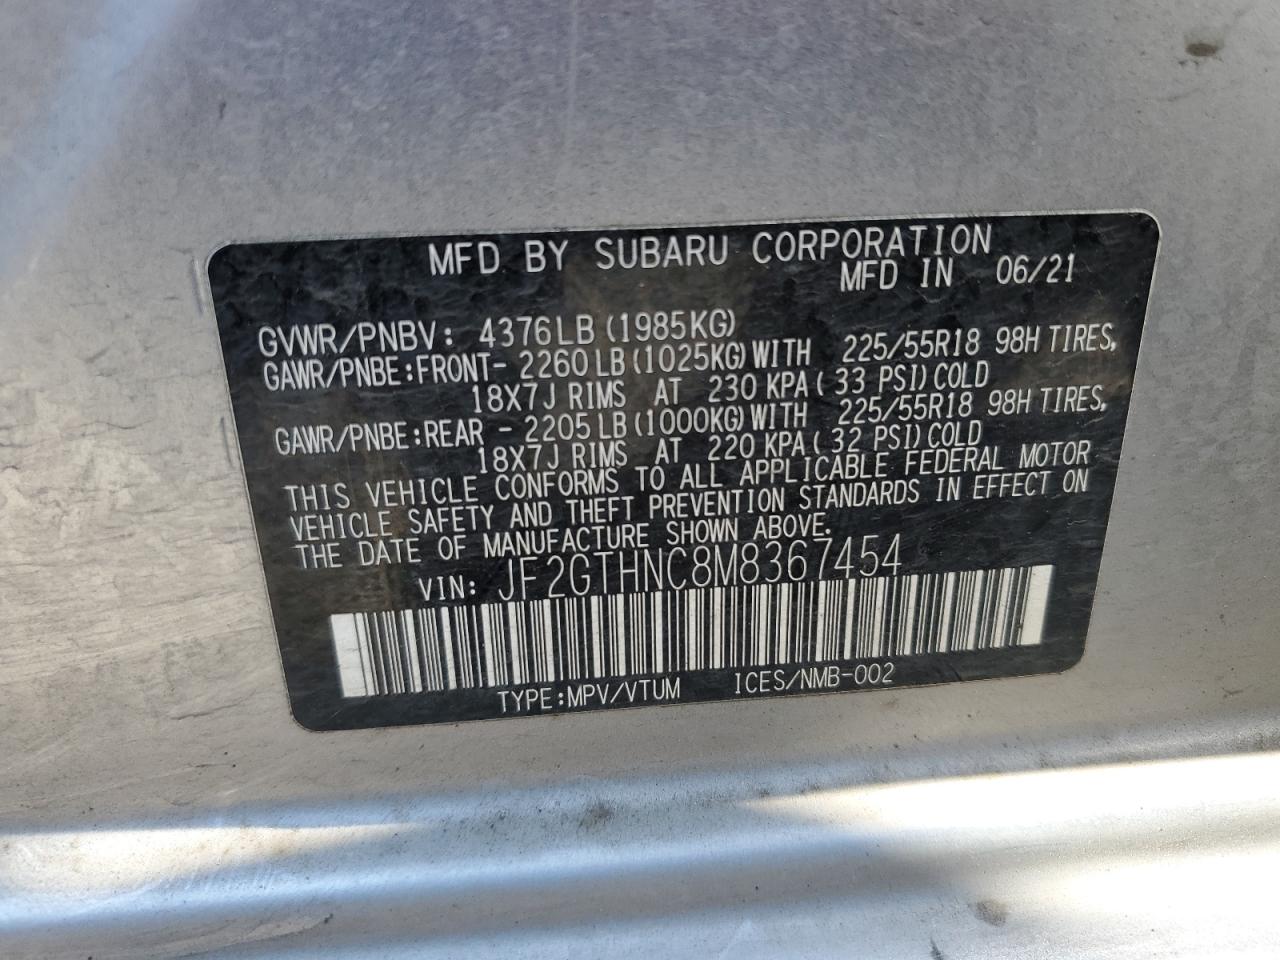 MFD BY SUBARU CORPORATION
MFD IN 06/21
GVWR/PNBV: 4376LB (1985KG)
GAWR/PNBE:FRONT- 2260 LB (1025KG) WITH 225/55R18 98H TIRES,
18X7J RIMS AT 230 KPA ( 33 PSI) COLD
GAWR/PNBE:REAR - 2205 LB (1000KG) WITH 225/55R18 98H TIRES,
18X7J RIMS AT 220 KPA ( 32 PSI) COLD
THIS VEHICLE CONFORMS TO ALL APPLICABLE FEDERAL MOTOR
VEHICLE SAFETY AND THEFT PREVENTION STANDARDS IN EFFECT ON
THE DATE OF MANUFACTURE SHOWN ABOVE.
VIN: JF2GTHNC8M8367454
TYPE:MPV/VTUM ICES/NMB-002